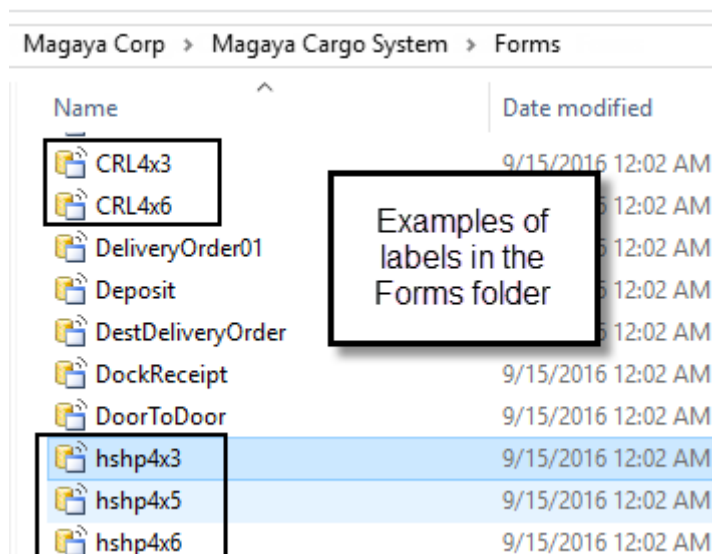 Magaya Corp > Magaya Cargo System > Forms
Name Date modified
CRL4x3 9/15/2016 12:02 AM
CRL4x6 5 12:02 AM
DeliveryOrder01 5 12:02 AM
Deposit 5 12:02 AM
DestDeliveryOrder 12:02 AM
DockReceipt 9/15/2016 12:02 AM
DoorToDoor 9/15/2016 12:02 AM
hshp4x3 9/15/2016 12:02 AM
hshp4x5 9/15/2016 12:02 AM
hshp4x6 9/15/2016 12:02 AM
Examples of
labels in the
Forms folder